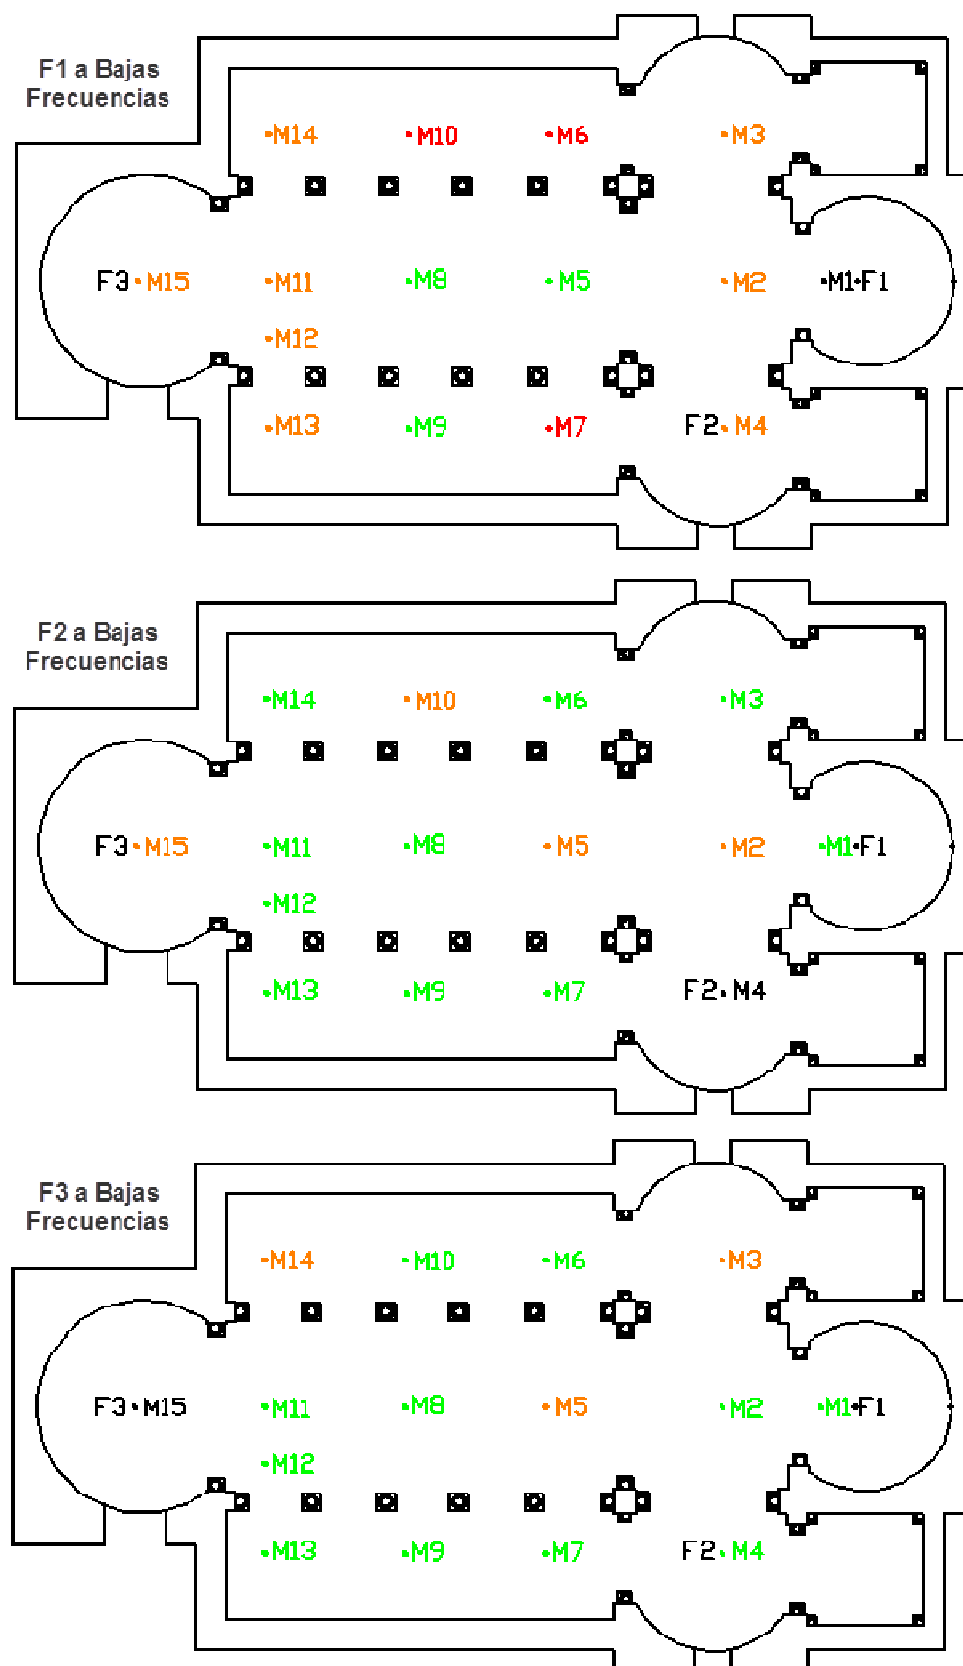 F1 a Bajas
Frecuencias
M14 M10 M6 M3
F3 M15 M11 M8 M5 M2 M1 F1
M12
M13 M9 M7 F2 M4
F2 a Bajas
Frecuencias
M14 M10 M6 M3
F3 M15 M11 M8 M5 M2 M1 F1
M12
M13 M9 M7 F2 M4
F3 a Bajas
Frecuencias
M14 M10 M6 M3
F3 M15 M11 M8 M5 M2 M1 F1
M12
M13 M9 M7 F2 M4